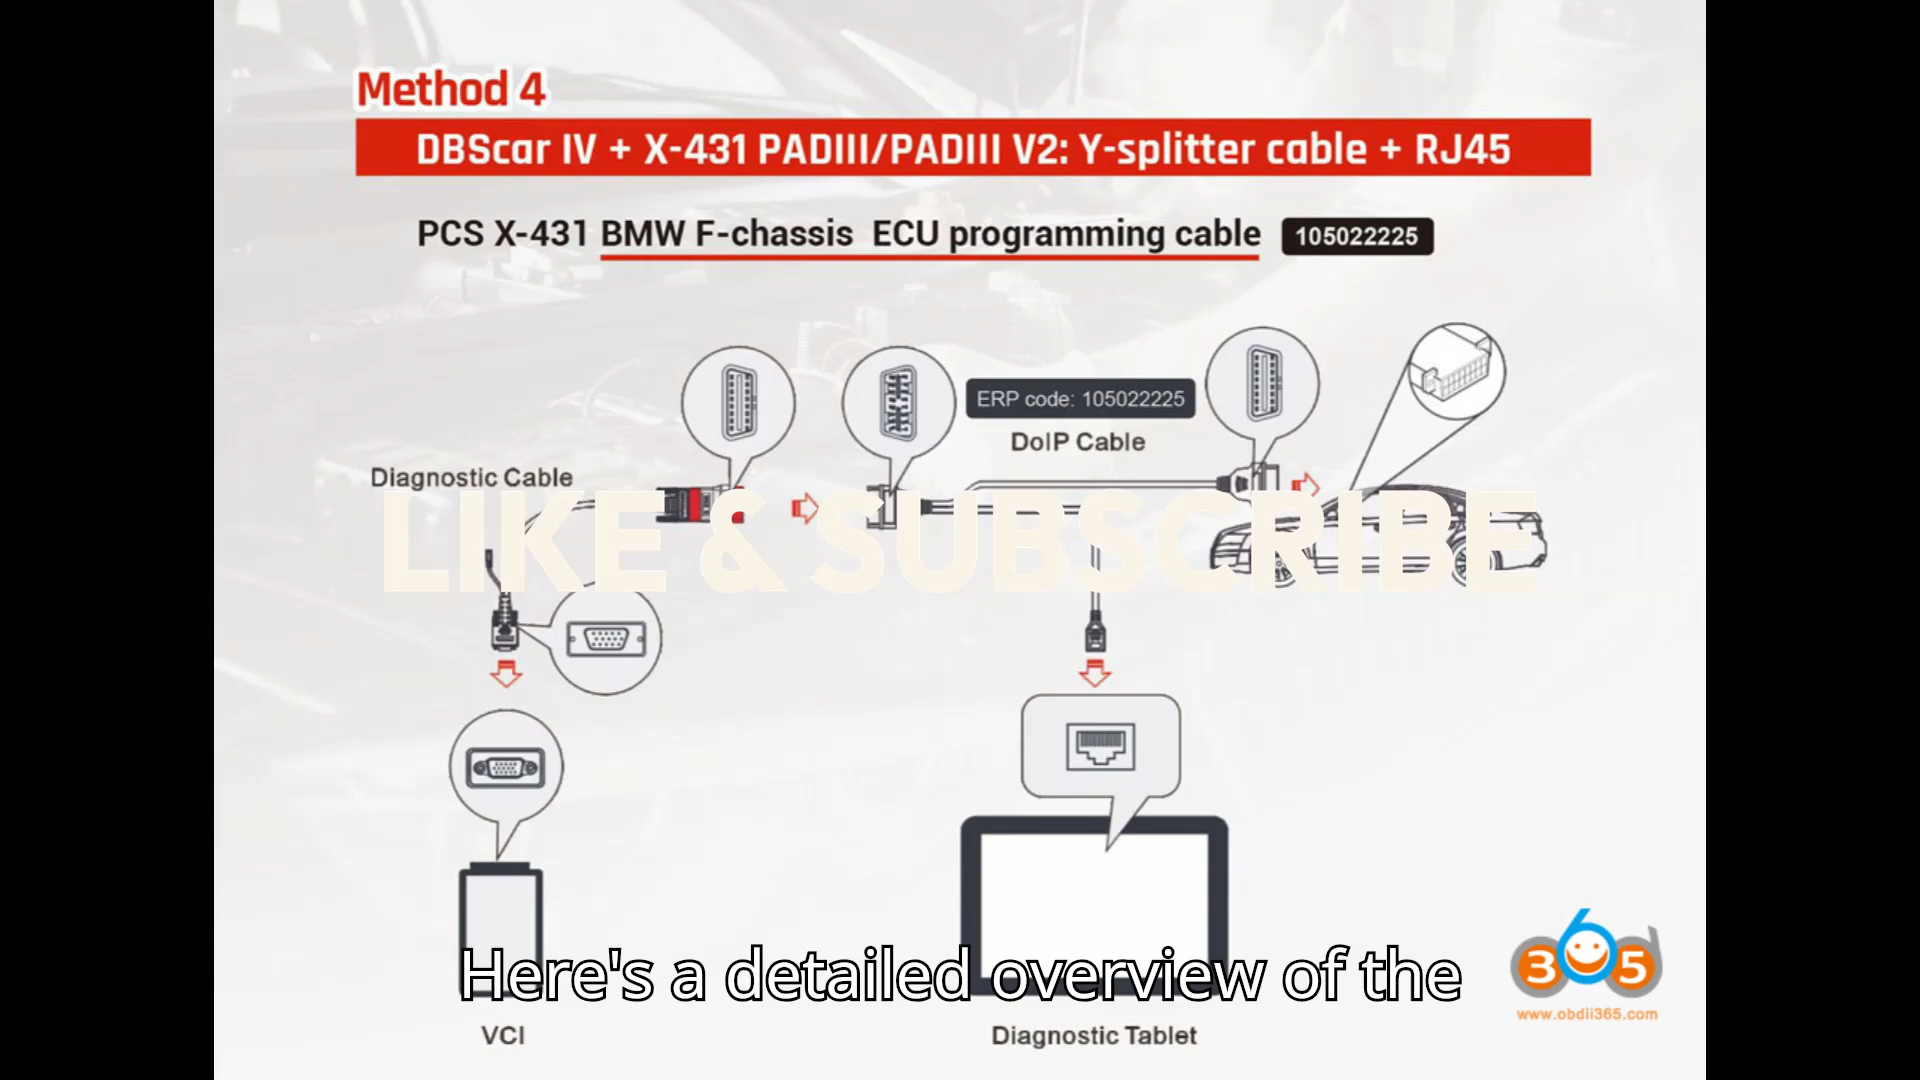 Method 4
DBScar IV + X-431 PADIII/PADIII V2: Y-splitter cable + RJ45
PCS X-431 BMW F-chassis ECU programming cable 105022225
ERP code: 105022225
DoIP Cable
Diagnostic Cable
LIKE & SUBSCRIBE
Here's a detailed overview of the
365
www.obdii365.com
VCI
Diagnostic Tablet